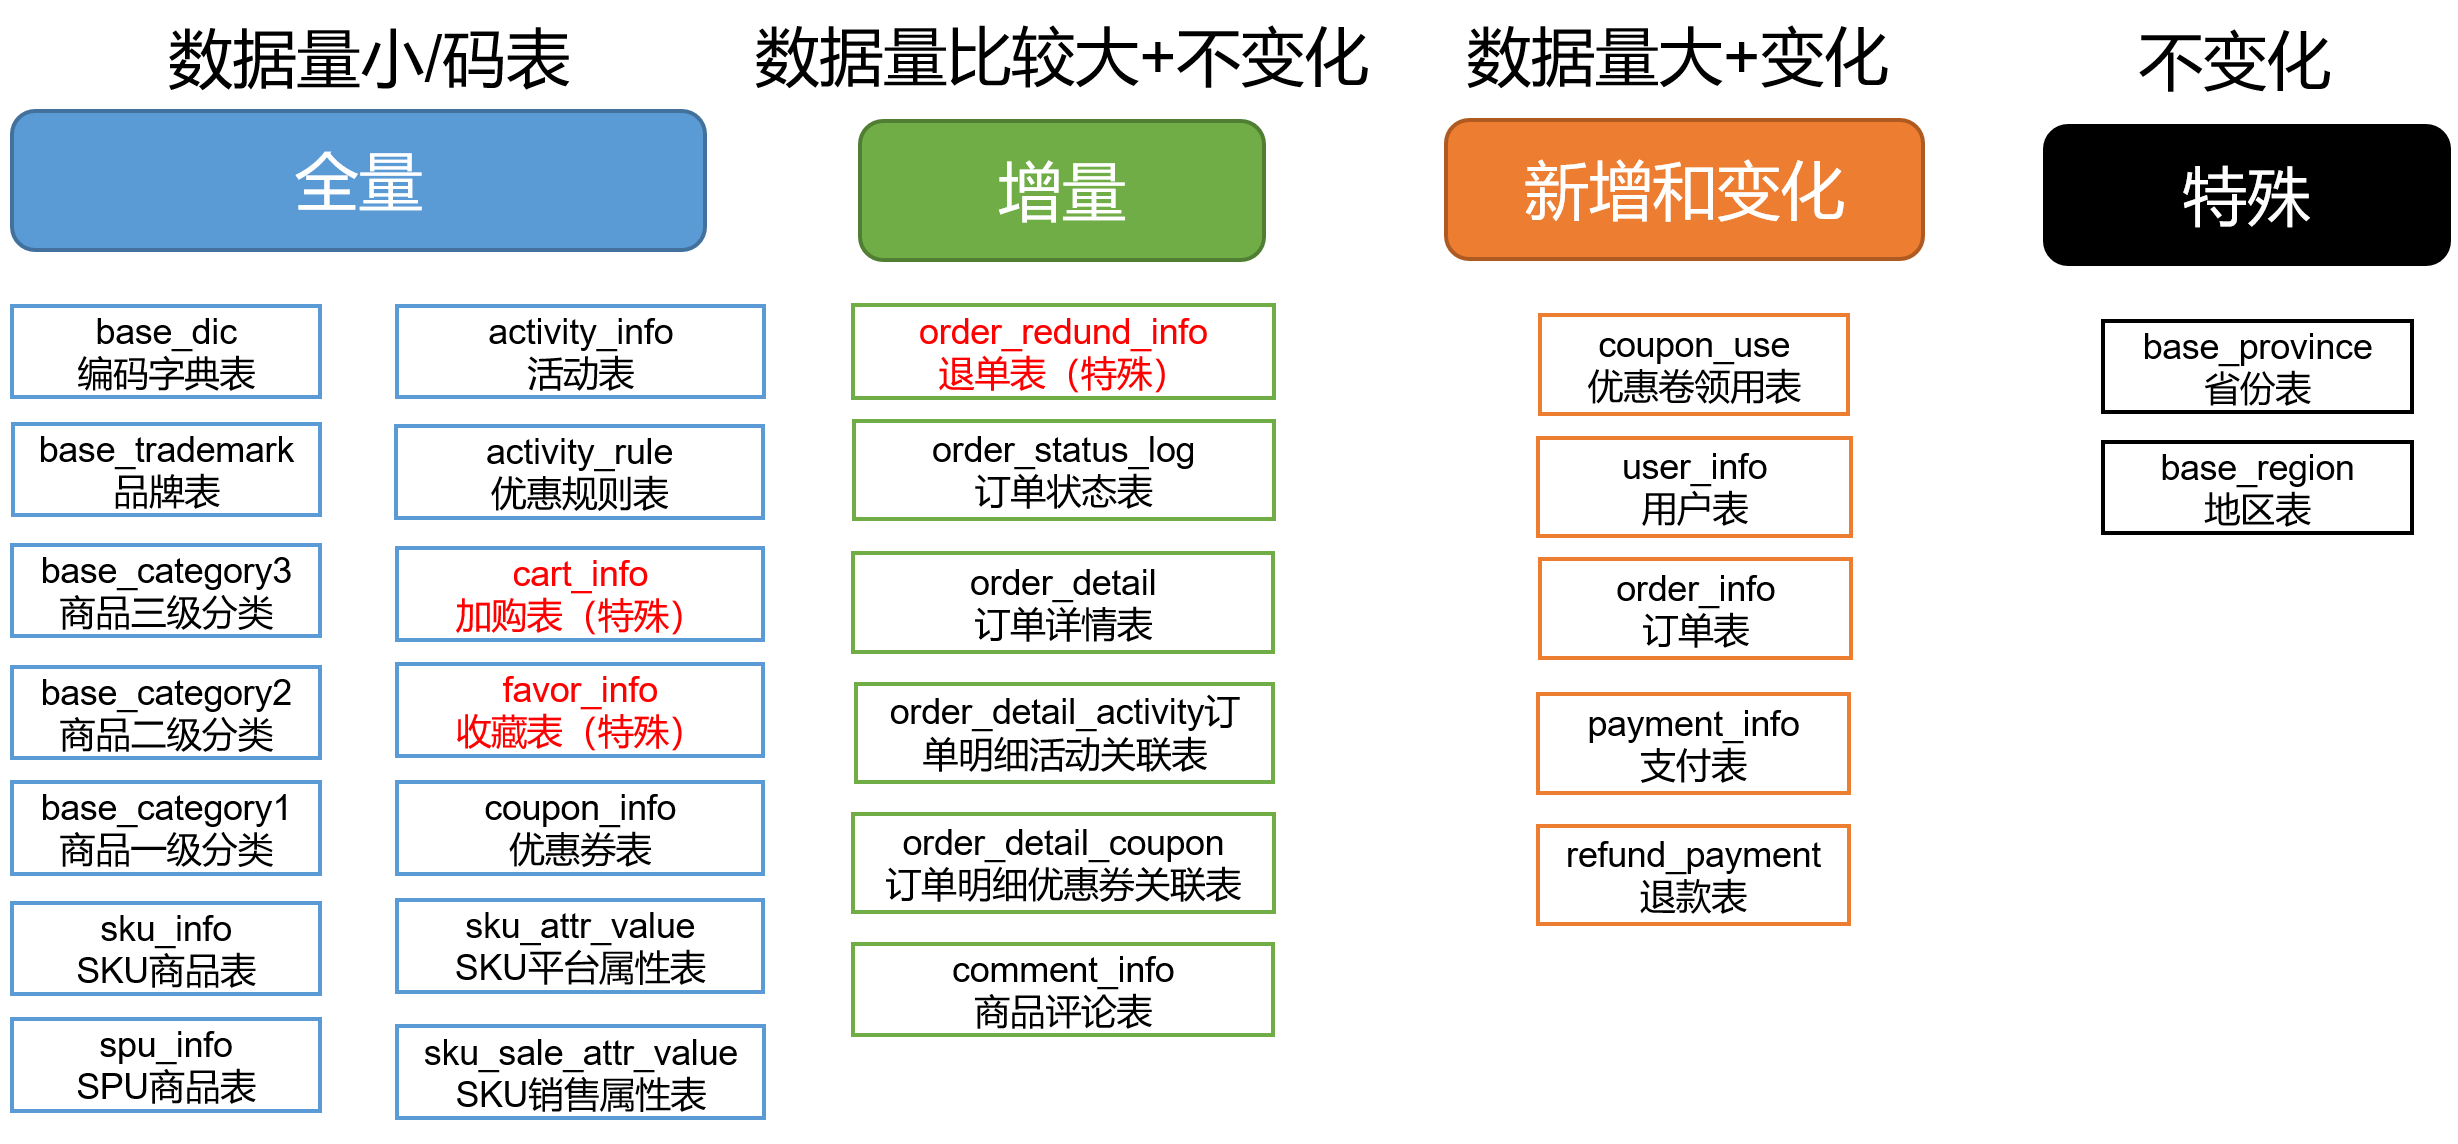 数据量小/码表
全量
base_dic
编码字典表
base_trademark
品牌表
base_category3
商品三级分类
base_category2
商品二级分类
base_category1
商品一级分类
sku_info
SKU商品表
spu_info
SPU商品表
activity_info
活动表
activity_rule
优惠规则表
cart_info
加购表（特殊）
favor_info
收藏表（特殊）
coupon_info
优惠券表
sku_attr_value
SKU平台属性表
sku_sale_attr_value
SKU销售属性表
数据量比较大+不变化
增量
order_redund_info
退单表（特殊）
order_status_log
订单状态表
order_detail
订单详情表
order_detail_activity订
单明细活动关联表
order_detail_coupon
订单明细优惠券关联表
comment_info
商品评论表
数据量大+变化
新增和变化
coupon_use
优惠卷领用表
user_info
用户表
order_info
订单表
payment_info
支付表
refund_payment
退款表
不变化
特殊
base_province
省份表
base_region
地区表